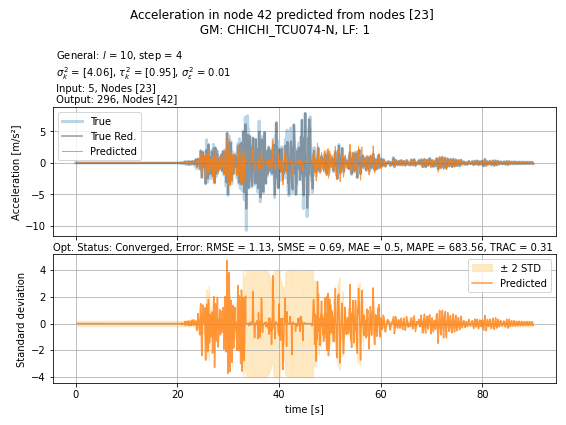 Acceleration in node 42 predicted from nodes [23]
GM: CHICHI_TCU074-N, LF: 1
General: l = 10, step = 4
σ²ₖ = [4.06], τ²ₖ = [0.95], σ²ε = 0.01
Input: 5, Nodes [23]
Output: 296, Nodes [42]
True
True Red.
Predicted
Acceleration [m/s²]
5
0
−5
−10
Opt. Status: Converged, Error: RMSE = 1.13, SMSE = 0.69, MAE = 0.5, MAPE = 683.56, TRAC = 0.31
± 2 STD
Predicted
Standard deviation
4
2
0
−2
−4
0 20 40 60 80
time [s]